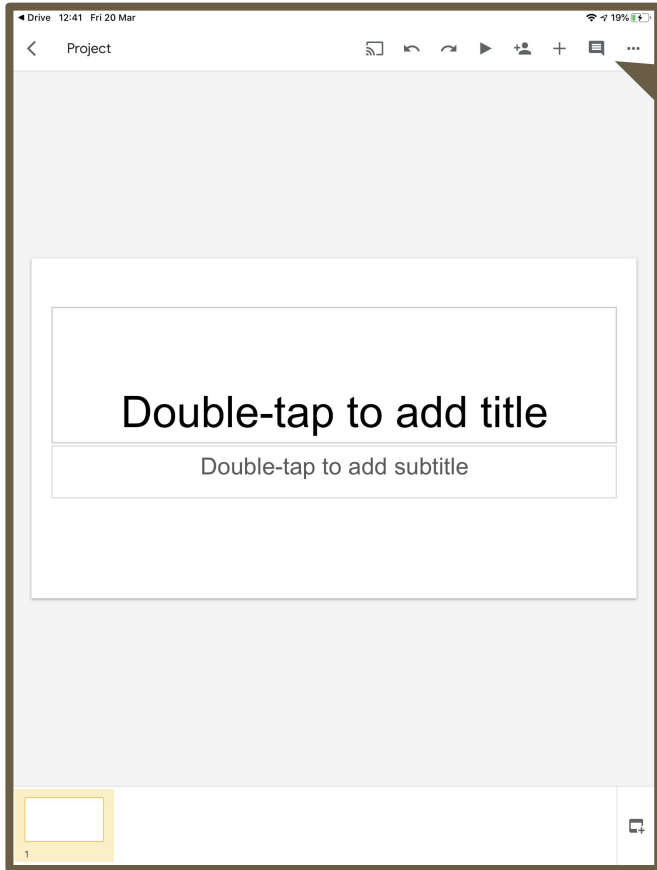 Drive 12:41 Fri 20 Mar 19%
Project
Double-tap to add title
Double-tap to add subtitle
1